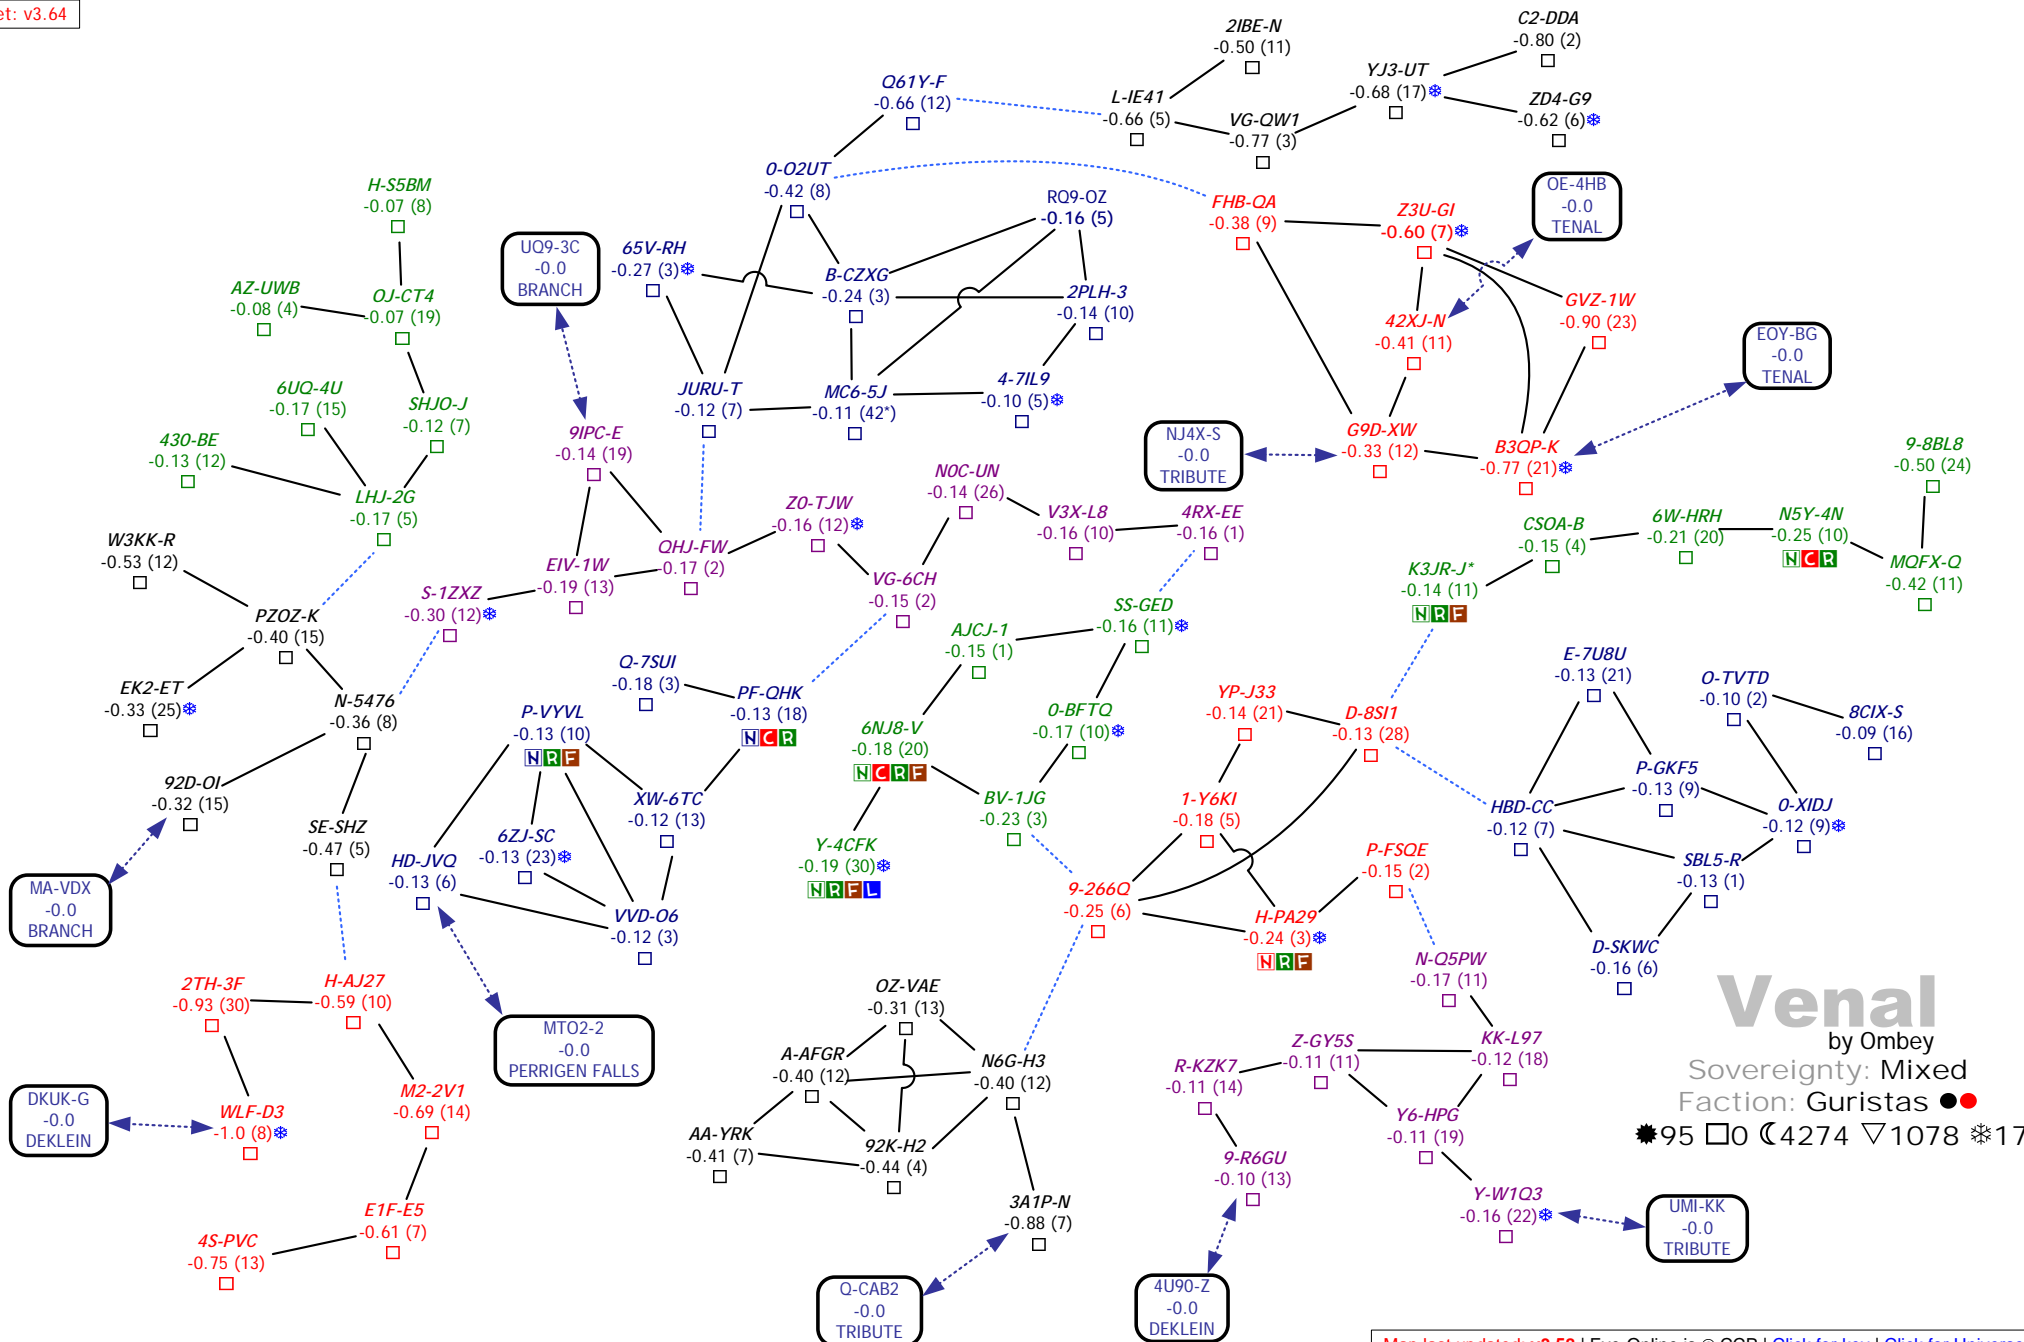 et: v3.64
2IBE-N
-0.50 (11)
C2-DDA
-0.80 (2)
Q61Y-F
-0.66 (12)
L-IE41
-0.66 (5)
VG-QW1
-0.77 (3)
YJ3-UT
-0.68 (17)
ZD4-G9
-0.62 (6)
0-O2UT
-0.42 (8)
H-S5BM
-0.07 (8)
RQ9-OZ
-0.16 (5)
FHB-QA
-0.38 (9)
Z3U-GI
-0.60 (7)
OE-4HB
-0.0
TENAL
UQ9-3C
-0.0
BRANCH
65V-RH
-0.27 (3)
B-CZXG
-0.24 (3)
2PLH-3
-0.14 (10)
AZ-UWB
-0.08 (4)
OJ-CT4
-0.07 (19)
42XJ-N
-0.41 (11)
GVZ-1W
-0.90 (23)
EOY-BG
-0.0
TENAL
6UQ-4U
-0.17 (15)
SHJO-J
-0.12 (7)
JURU-T
-0.12 (7)
MC6-5J
-0.11 (42*)
4-7IL9
-0.10 (5)
430-BE
-0.13 (12)
9IPC-E
-0.14 (19)
NJ4X-S
-0.0
TRIBUTE
G9D-XW
-0.33 (12)
B3QP-K
-0.77 (21)
9-8BL8
-0.50 (24)
LHJ-2G
-0.17 (5)
Z0-TJW
-0.16 (12)
N0C-UN
-0.14 (26)
V3X-L8
-0.16 (10)
4RX-EE
-0.16 (1)
CSOA-B
-0.15 (4)
6W-HRH
-0.21 (20)
N5Y-4N
-0.25 (10)
N C R
MQFX-Q
-0.42 (11)
W3KK-R
-0.53 (12)
QHJ-FW
-0.17 (2)
EIV-1W
-0.19 (13)
S-1ZXZ
-0.30 (12)
VG-6CH
-0.15 (2)
K3JR-J*
-0.14 (11)
N R F
PZOZ-K
-0.40 (15)
AJCJ-1
-0.15 (1)
SS-GED
-0.16 (11)
EK2-ET
-0.33 (25)
N-5476
-0.36 (8)
Q-7SUI
-0.18 (3)
PF-QHK
-0.13 (18)
N C R
P-VYVL
-0.13 (10)
N R F
6NJ8-V
-0.18 (20)
N C R F
0-BFTQ
-0.17 (10)
YP-J33
-0.14 (21)
D-8SI1
-0.13 (28)
E-7U8U
-0.13 (21)
O-TVTD
-0.10 (2)
8CIX-S
-0.09 (16)
92D-OI
-0.32 (15)
SE-SHZ
-0.47 (5)
XW-6TC
-0.12 (13)
6ZJ-SC
-0.13 (23)
HD-JVQ
-0.13 (6)
BV-1JG
-0.23 (3)
1-Y6KI
-0.18 (5)
HBD-CC
-0.12 (7)
P-GKF5
-0.13 (9)
0-XIDJ
-0.12 (9)
Y-4CFK
-0.19 (30)
N R F L
P-FSQE
-0.15 (2)
SBL5-R
-0.13 (1)
MA-VDX
-0.0
BRANCH
VVD-O6
-0.12 (3)
9-266Q
-0.25 (6)
H-PA29
-0.24 (3)
N R F
D-SKWC
-0.16 (6)
2TH-3F
-0.93 (30)
H-AJ27
-0.59 (10)
OZ-VAE
-0.31 (13)
N-Q5PW
-0.17 (11)
MTO2-2
-0.0
PERRIGEN FALLS
A-AFGR
-0.40 (12)
N6G-H3
-0.40 (12)
R-KZK7
-0.11 (14)
Z-GY5S
-0.11 (11)
KK-L97
-0.12 (18)
Venal
by Ombey
Sovereignty: Mixed
Faction: Guristas
95 0 4274 1078 17
DKUK-G
-0.0
DEKLEIN
WLF-D3
-1.0 (8)
M2-2V1
-0.69 (14)
AA-YRK
-0.41 (7)
92K-H2
-0.44 (4)
Y6-HPG
-0.11 (19)
9-R6GU
-0.10 (13)
3A1P-N
-0.88 (7)
Y-W1Q3
-0.16 (22)
UMI-KK
-0.0
TRIBUTE
E1F-E5
-0.61 (7)
4S-PVC
-0.75 (13)
Q-CAB2
-0.0
TRIBUTE
4U90-Z
-0.0
DEKLEIN